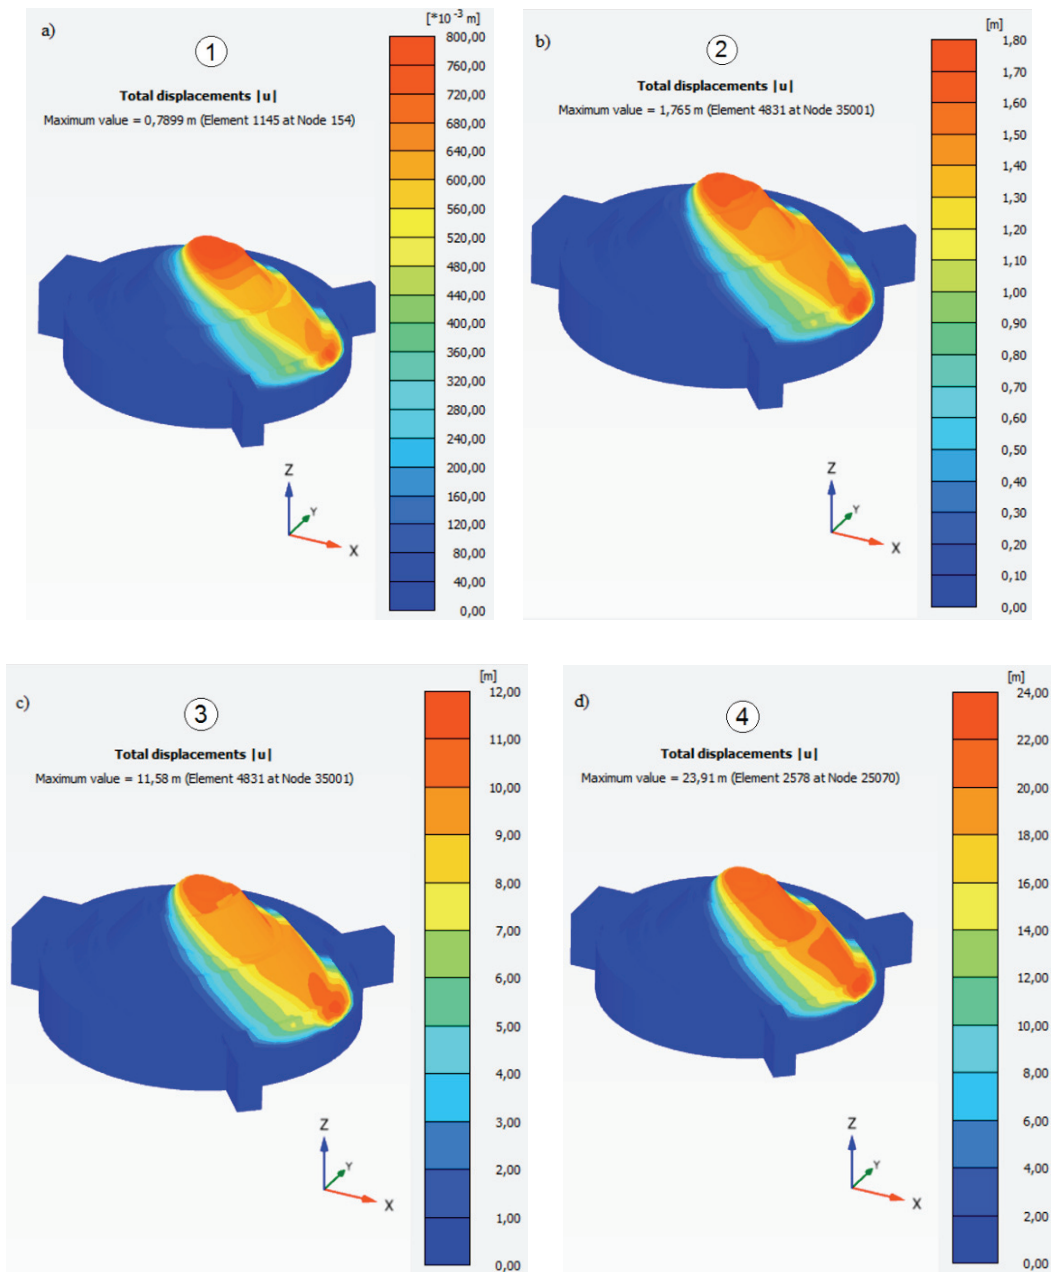 a)
1
[*10⁻³ m]
Total displacements |u|
Maximum value = 0,7899 m (Element 1145 at Node 154)
800,00
760,00
720,00
680,00
640,00
600,00
560,00
520,00
480,00
440,00
400,00
360,00
320,00
280,00
240,00
200,00
160,00
120,00
80,00
40,00
0,00
Z
Y
X
b)
2
[m]
Total displacements |u|
Maximum value = 1,765 m (Element 4831 at Node 35001)
1,80
1,70
1,60
1,50
1,40
1,30
1,20
1,10
1,00
0,90
0,80
0,70
0,60
0,50
0,40
0,30
0,20
0,10
0,00
Z
Y
X
c)
3
[m]
Total displacements |u|
Maximum value = 11,58 m (Element 4831 at Node 35001)
12,00
11,00
10,00
9,00
8,00
7,00
6,00
5,00
4,00
3,00
2,00
1,00
0,00
Z
Y
X
d)
4
[m]
Total displacements |u|
Maximum value = 23,91 m (Element 2578 at Node 25070)
24,00
22,00
20,00
18,00
16,00
14,00
12,00
10,00
8,00
6,00
4,00
2,00
0,00
Z
Y
X